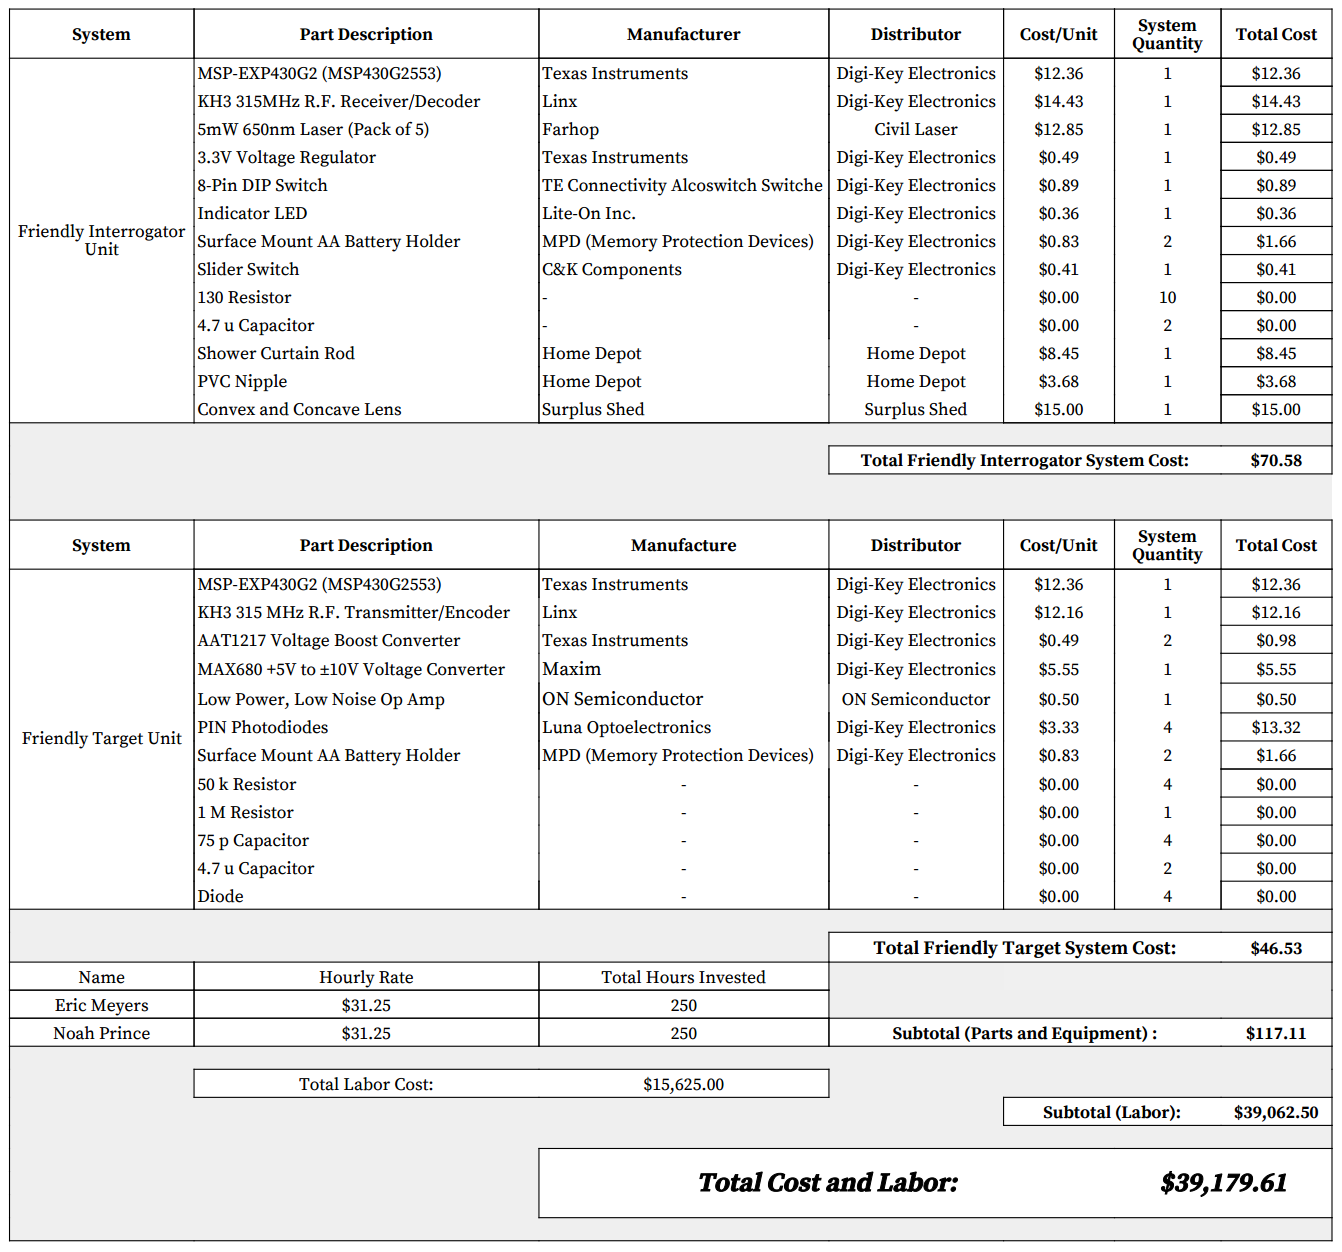 System Part Description Manufacturer Distributor Cost/Unit System Quantity Total Cost
MSP-EXP430G2 (MSP430G2553) Texas Instruments Digi-Key Electronics $12.36 1 $12.36
KH3 315MHz R.F. Receiver/Decoder Linx Digi-Key Electronics $14.43 1 $14.43
5mW 650nm Laser (Pack of 5) Farhop Civil Laser $12.85 1 $12.85
3.3V Voltage Regulator Texas Instruments Digi-Key Electronics $0.49 1 $0.49
8-Pin DIP Switch TE Connectivity Alcoswitch Switche Digi-Key Electronics $0.89 1 $0.89
Indicator LED Lite-On Inc. Digi-Key Electronics $0.36 1 $0.36
Friendly Interrogator Unit
Surface Mount AA Battery Holder MPD (Memory Protection Devices) Digi-Key Electronics $0.83 2 $1.66
Slider Switch C&K Components Digi-Key Electronics $0.41 1 $0.41
130 Resistor - - $0.00 10 $0.00
4.7 u Capacitor - - $0.00 2 $0.00
Shower Curtain Rod Home Depot Home Depot $8.45 1 $8.45
PVC Nipple Home Depot Home Depot $3.68 1 $3.68
Convex and Concave Lens Surplus Shed Surplus Shed $15.00 1 $15.00
Total Friendly Interrogator System Cost: $70.58
System Part Description Manufacture Distributor Cost/Unit System Quantity Total Cost
MSP-EXP430G2 (MSP430G2553) Texas Instruments Digi-Key Electronics $12.36 1 $12.36
KH3 315 MHz R.F. Transmitter/Encoder Linx Digi-Key Electronics $12.16 1 $12.16
AAT1217 Voltage Boost Converter Texas Instruments Digi-Key Electronics $0.49 2 $0.98
MAX680 +5V to ±10V Voltage Converter Maxim Digi-Key Electronics $5.55 1 $5.55
Low Power, Low Noise Op Amp ON Semiconductor ON Semiconductor $0.50 1 $0.50
PIN Photodiodes Luna Optoelectronics Digi-Key Electronics $3.33 4 $13.32
Friendly Target Unit
Surface Mount AA Battery Holder MPD (Memory Protection Devices) Digi-Key Electronics $0.83 2 $1.66
50 k Resistor - - $0.00 4 $0.00
1 M Resistor - - $0.00 1 $0.00
75 p Capacitor - - $0.00 4 $0.00
4.7 u Capacitor - - $0.00 2 $0.00
Diode - - $0.00 4 $0.00
Total Friendly Target System Cost: $46.53
Name Hourly Rate Total Hours Invested
Eric Meyers $31.25 250
Noah Prince $31.25 250 Subtotal (Parts and Equipment) : $117.11
Total Labor Cost: $15,625.00
Subtotal (Labor): $39,062.50
Total Cost and Labor: $39,179.61